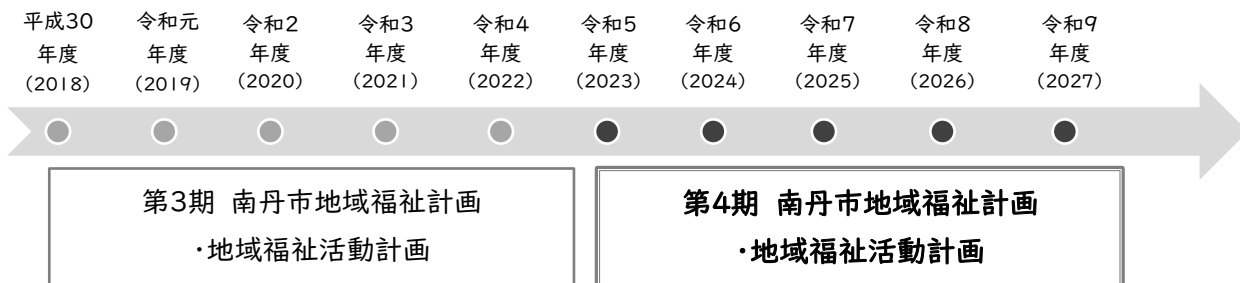 平成30 令和元 令和2 令和3 令和4 令和5 令和6 令和7 令和8 令和9
年度 年度 年度 年度 年度 年度 年度 年度 年度 年度
(2018) (2019) (2020) (2021) (2022) (2023) (2024) (2025) (2026) (2027)
第3期 南丹市地域福祉計画
・地域福祉活動計画
第4期 南丹市地域福祉計画
・地域福祉活動計画